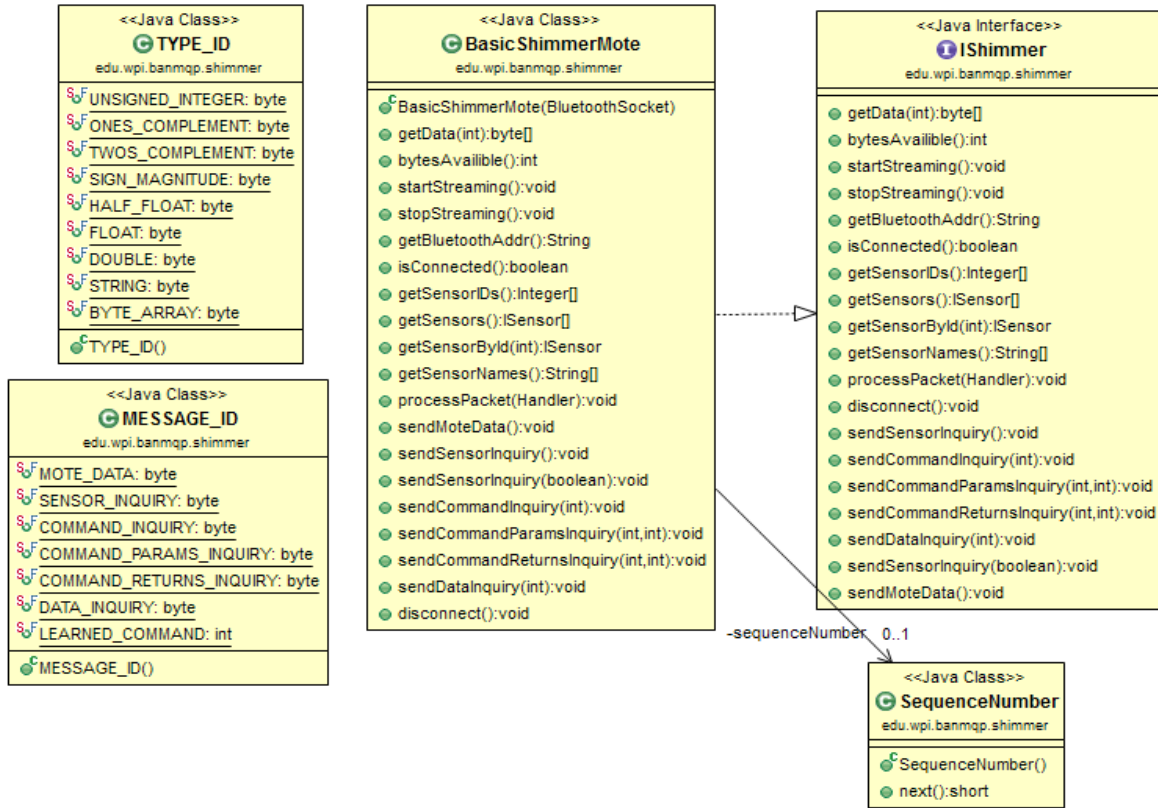 <<Java Class>>
TYPE_ID
edu.wpi.banmqp.shimmer
UNSIGNED_INTEGER: byte
ONES_COMPLEMENT: byte
TWOS_COMPLEMENT: byte
SIGN_MAGNITUDE: byte
HALF_FLOAT: byte
FLOAT: byte
DOUBLE: byte
STRING: byte
BYTE_ARRAY: byte
TYPE_ID()
<<Java Class>>
MESSAGE_ID
edu.wpi.banmqp.shimmer
MOTE_DATA: byte
SENSOR_INQUIRY: byte
COMMAND_INQUIRY: byte
COMMAND_PARAMS_INQUIRY: byte
COMMAND_RETURNS_INQUIRY: byte
DATA_INQUIRY: byte
LEARNED_COMMAND: int
MESSAGE_ID()
<<Java Class>>
BasicShimmerMote
edu.wpi.banmqp.shimmer
BasicShimmerMote(BluetoothSocket)
getData(int):byte[]
bytesAvailible():int
startStreaming():void
stopStreaming():void
getBluetoothAddr():String
isConnected():boolean
getSensorIDs():Integer[]
getSensors():ISensor[]
getSensorById(int):ISensor
getSensorNames():String[]
processPacket(Handler):void
sendMoteData():void
sendSensorInquiry():void
sendSensorInquiry(boolean):void
sendCommandInquiry(int):void
sendCommandParamsInquiry(int,int):void
sendCommandReturnsInquiry(int,int):void
sendDataInquiry(int):void
disconnect():void
<<Java Interface>>
IShimmer
edu.wpi.banmqp.shimmer
getData(int):byte[]
bytesAvailible():int
startStreaming():void
stopStreaming():void
getBluetoothAddr():String
isConnected():boolean
getSensorIDs():Integer[]
getSensors():ISensor[]
getSensorById(int):ISensor
getSensorNames():String[]
processPacket(Handler):void
disconnect():void
sendSensorInquiry():void
sendCommandInquiry(int):void
sendCommandParamsInquiry(int,int):void
sendCommandReturnsInquiry(int,int):void
sendDataInquiry(int):void
sendSensorInquiry(boolean):void
sendMoteData():void
-sequenceNumber 0..1
<<Java Class>>
SequenceNumber
edu.wpi.banmqp.shimmer
SequenceNumber()
next():short